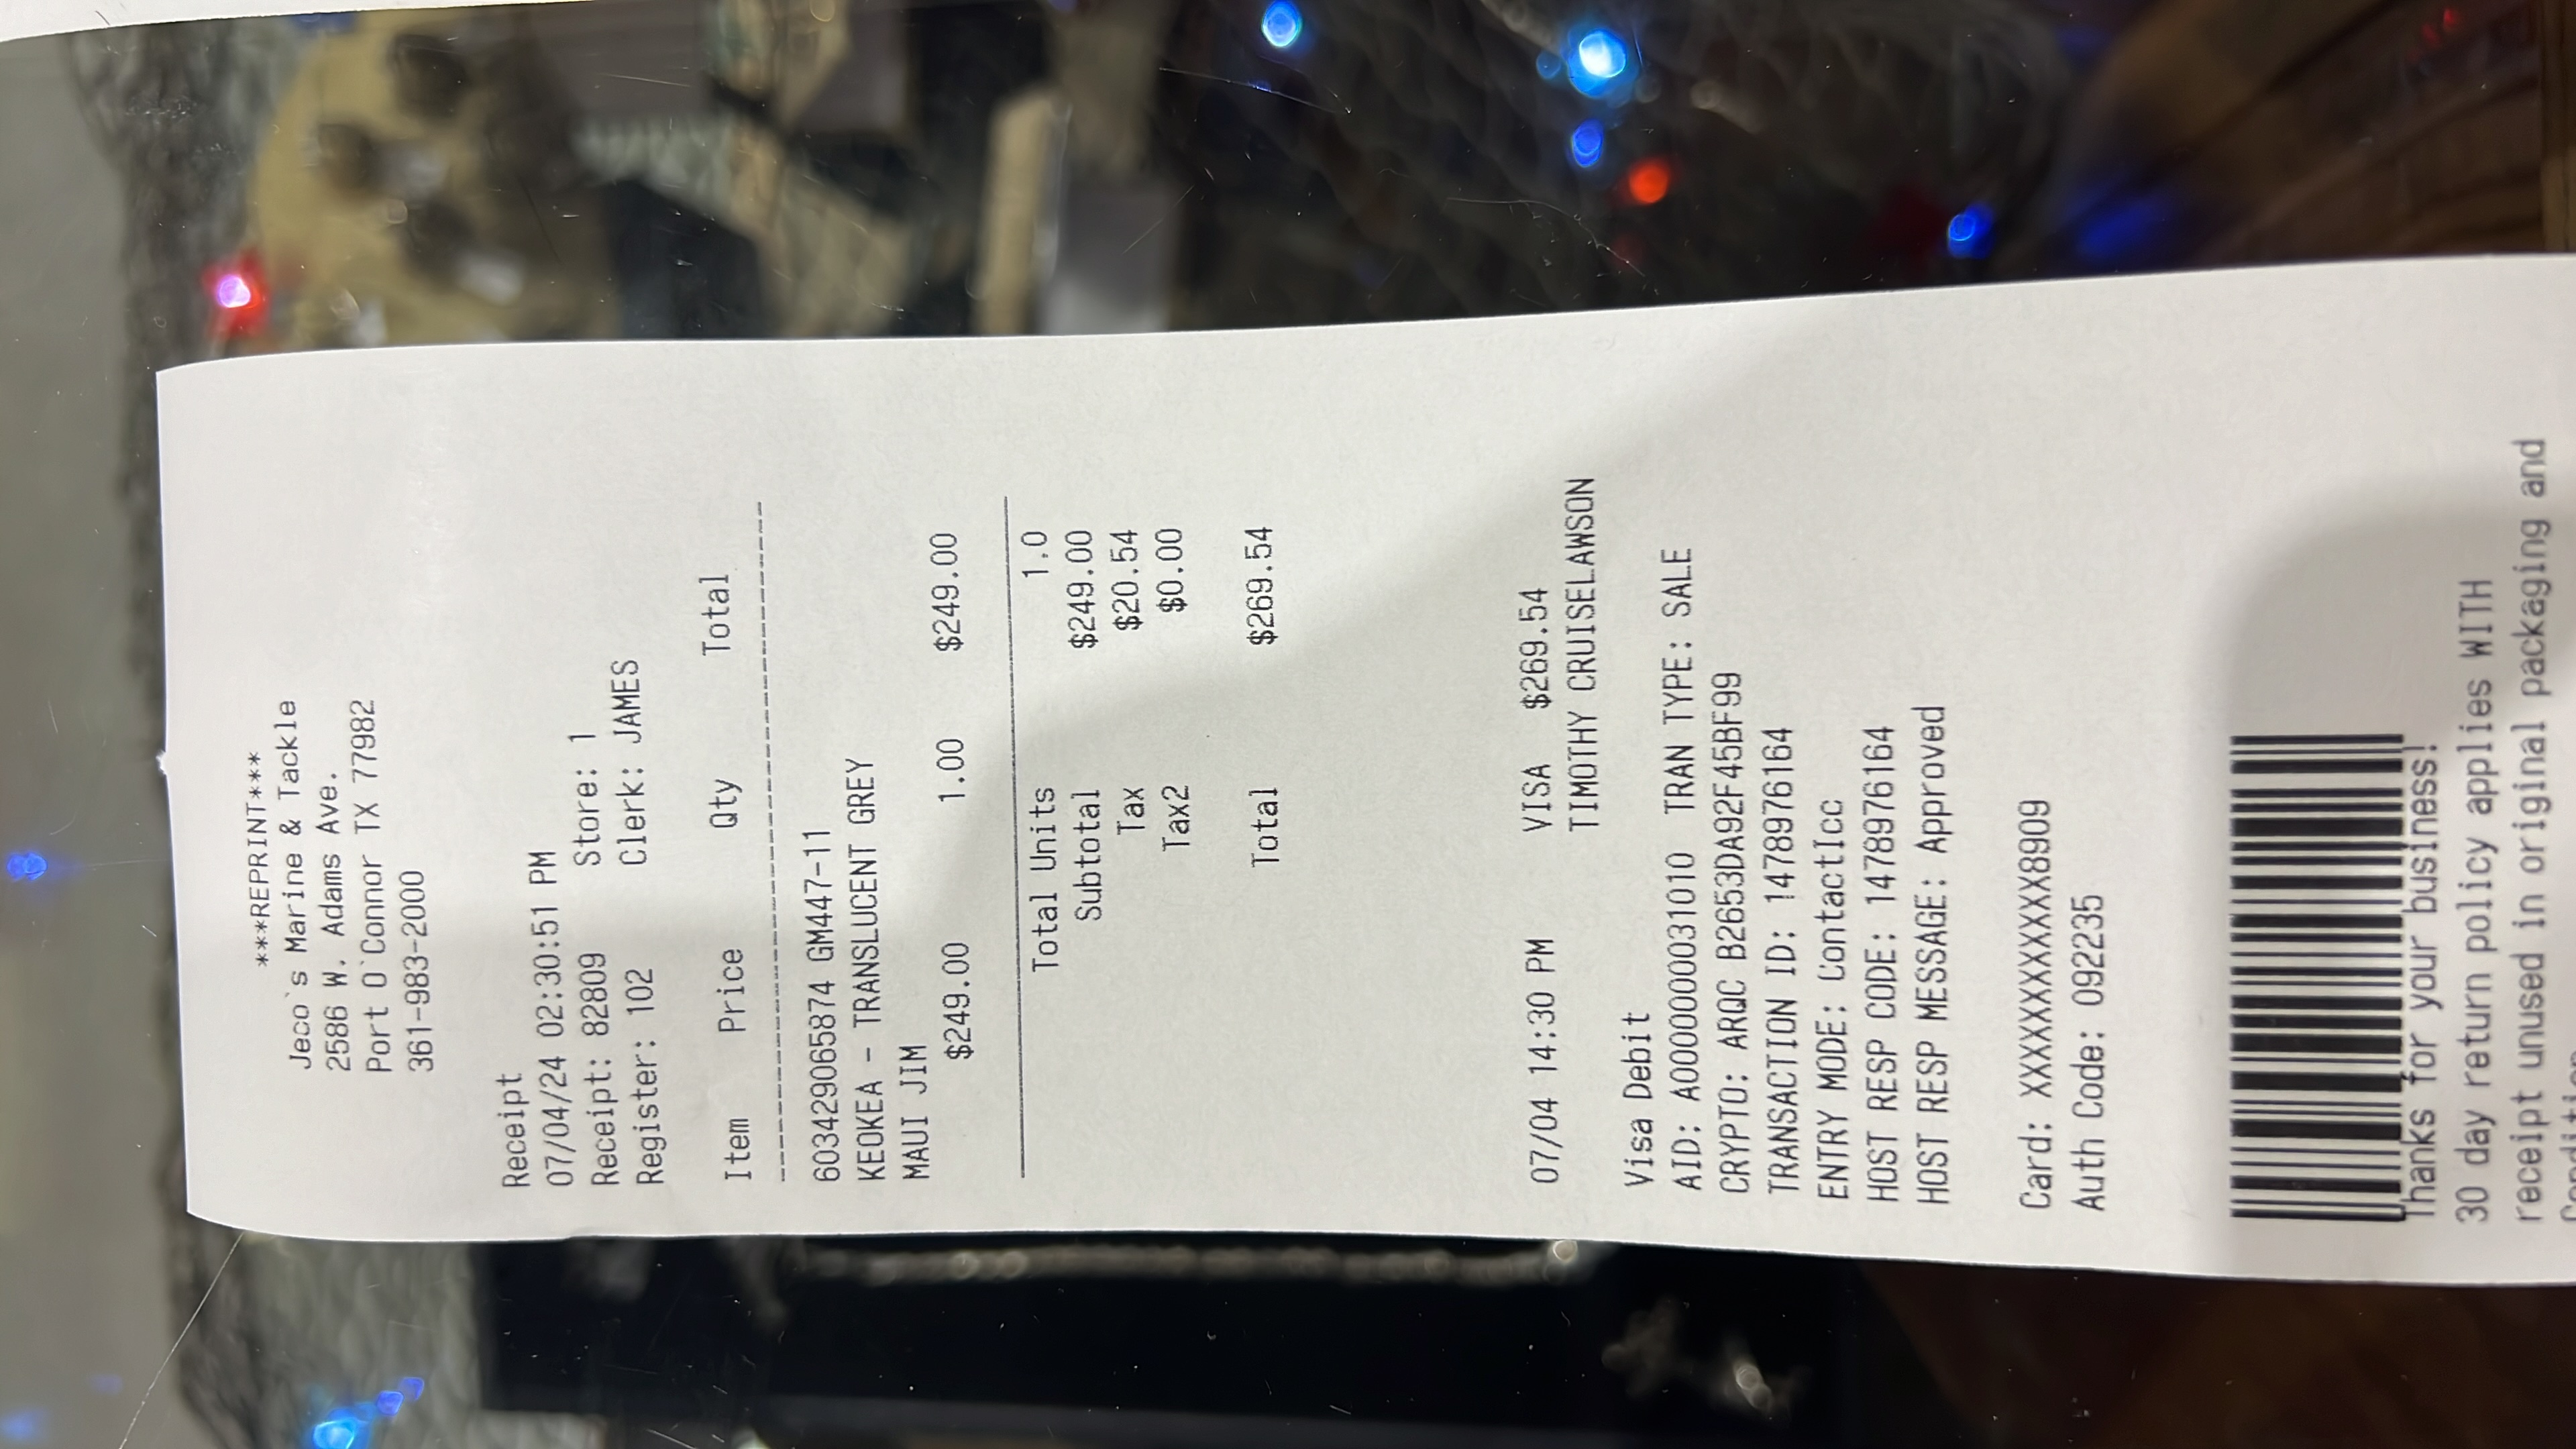 ***REPRINT***
Jeco`s Marine & Tackle
2586 W. Adams Ave.
Port O`Connor TX 77982
361-983-2000
Receipt
07/04/24 02:30:51 PM
Receipt: 82809 Store: 1
Register: 102 Clerk: JAMES
Item Price Qty Total
603429065874 GM447-11
KEOKEA - TRANSLUCENT GREY
MAUI JIM
$249.00 1.00 $249.00
Total Units 1.0
Subtotal $249.00
Tax $20.54
Tax2 $0.00
Total $269.54
07/04 14:30 PM VISA $269.54
TIMOTHY CRUISELAWSON
Visa Debit
AID: A0000000031010 TRAN TYPE: SALE
CRYPTO: ARQC B2653DA92F45BF99
TRANSACTION ID: 1478976164
ENTRY MODE: ContactIcc
HOST RESP CODE: 1478976164
HOST RESP MESSAGE: Approved
Card: XXXXXXXXXXXX8909
Auth Code: 092235
Thanks for your business!
30 day return policy applies WITH
receipt unused in original packaging and